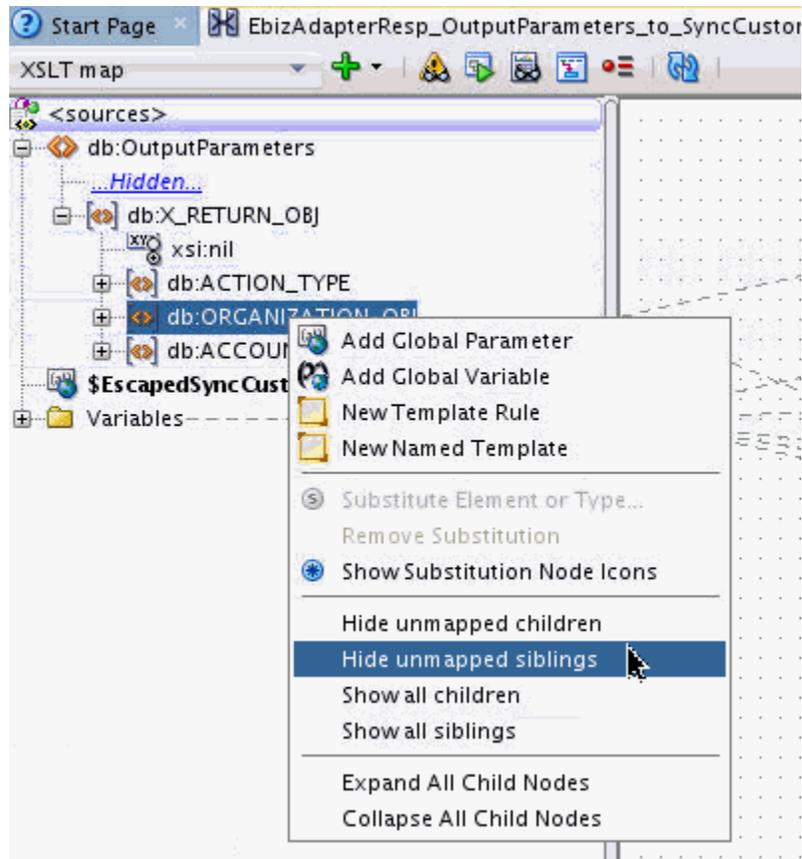 Start Page
EbizAdapterResp_OutputParameters_to_SyncCustor
XSLT map
<sources>
db:OutputParameters
...Hidden...
db:X_RETURN_OBJ
xsi:nil
db:ACTION_TYPE
db:ORGANIZATION_OBJ
db:ACCOUN
$EscapedSyncCust
Variables
Add Global Parameter
Add Global Variable
New Template Rule
New Named Template
Substitute Element or Type...
Remove Substitution
Show Substitution Node Icons
Hide unmapped children
Hide unmapped siblings
Show all children
Show all siblings
Expand All Child Nodes
Collapse All Child Nodes